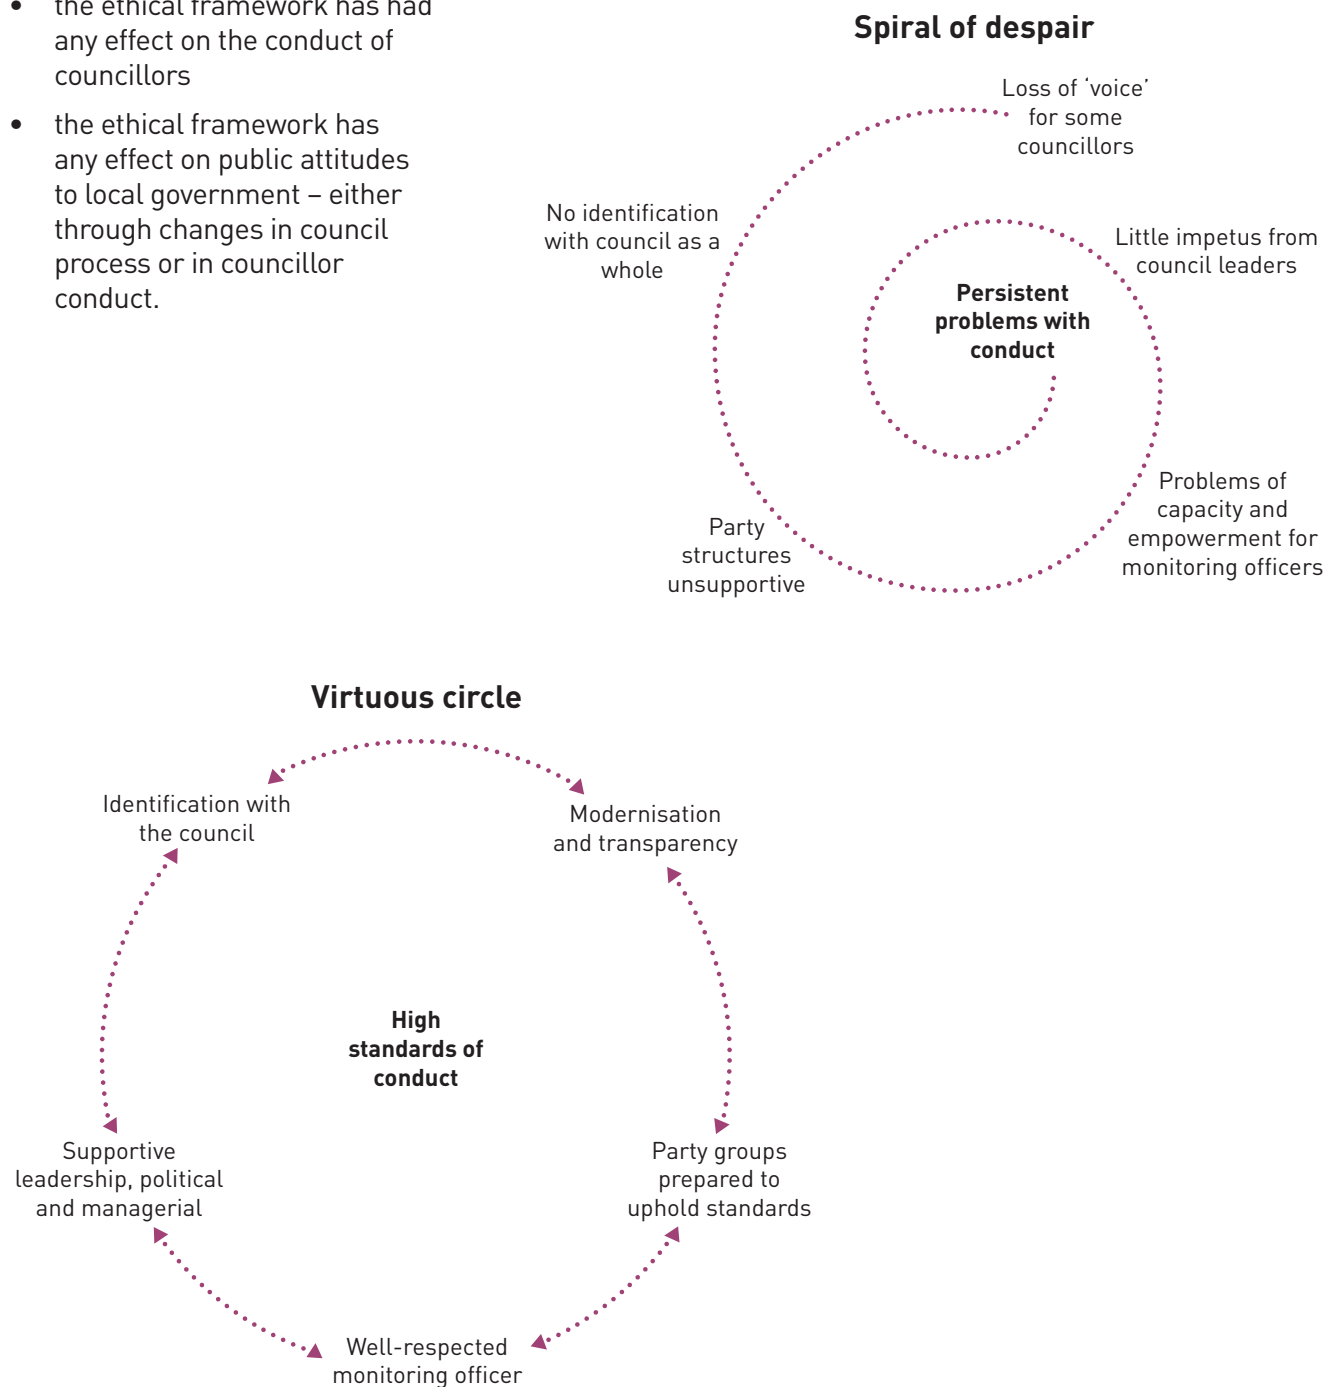 • the ethical framework has had
any effect on the conduct of
councillors
• the ethical framework has
any effect on public attitudes
to local government – either
through changes in council
process or in councillor
conduct.
Spiral of despair
Loss of ‘voice’
for some
councillors
No identification
with council as a
whole
Little impetus from
council leaders
Persistent
problems with
conduct
Problems of
capacity and
empowerment for
monitoring officers
Party
structures
unsupportive
Virtuous circle
Identification with
the council
Modernisation
and transparency
High
standards of
conduct
Supportive
leadership, political
and managerial
Party groups
prepared to
uphold standards
Well-respected
monitoring officer